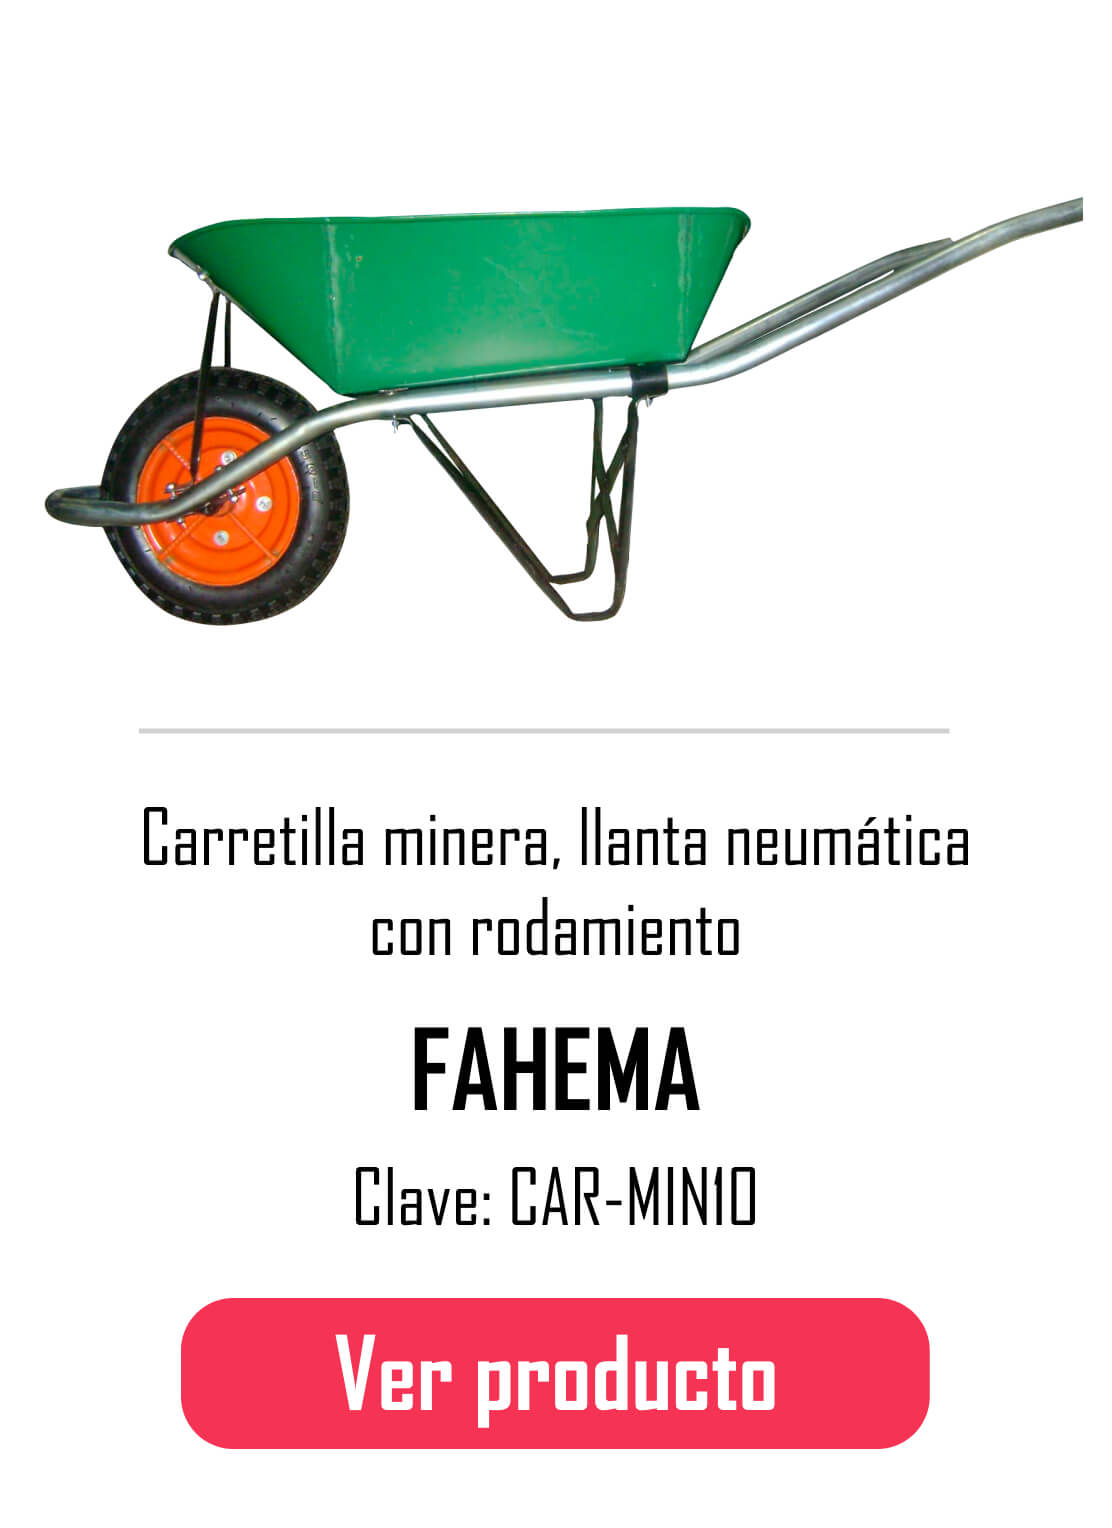 Carretilla minera, llanta neumática
con rodamiento
FAHEMA
Clave: CAR-MIN10
Ver producto